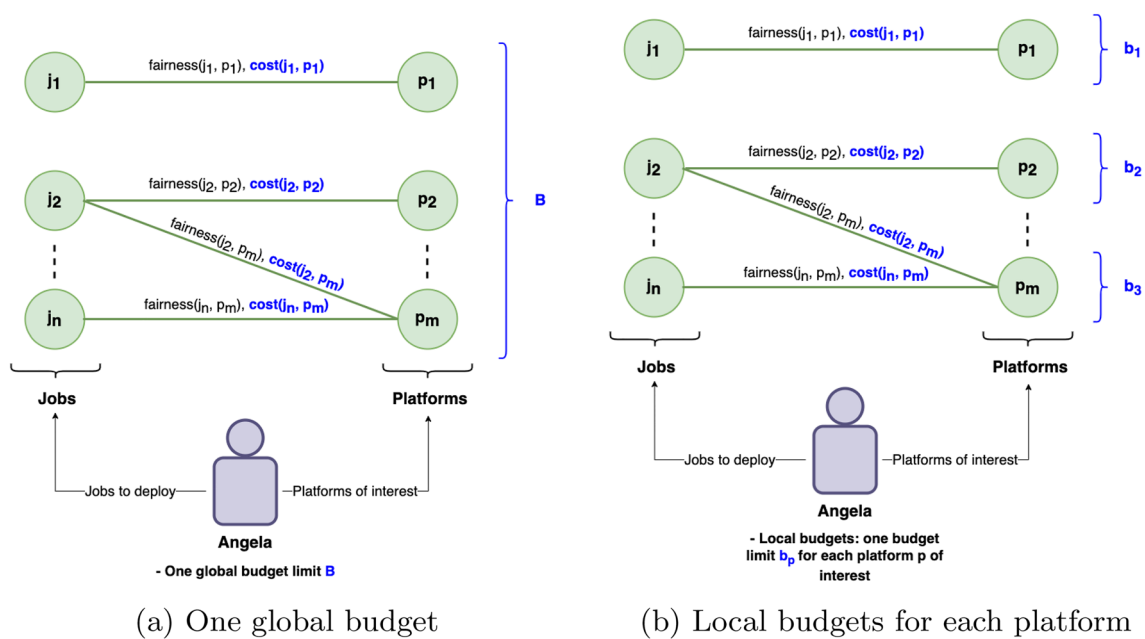 j1
fairness(j1, p1), cost(j1, p1)
p1
j2
fairness(j2, p2), cost(j2, p2)
p2
B
fairness(j2, pm), cost(j2, pm)
jn
fairness(jn, pm), cost(jn, pm)
pm
Jobs
Platforms
Jobs to deploy
Platforms of interest
Angela
- One global budget limit B
(a) One global budget
j1
fairness(j1, p1), cost(j1, p1)
p1
b1
j2
fairness(j2, p2), cost(j2, p2)
p2
b2
fairness(j2, pm), cost(j2, pm)
jn
fairness(jn, pm), cost(jn, pm)
pm
b3
Jobs
Platforms
Jobs to deploy
Platforms of interest
Angela
- Local budgets: one budget
limit bp for each platform p of
interest
(b) Local budgets for each platform